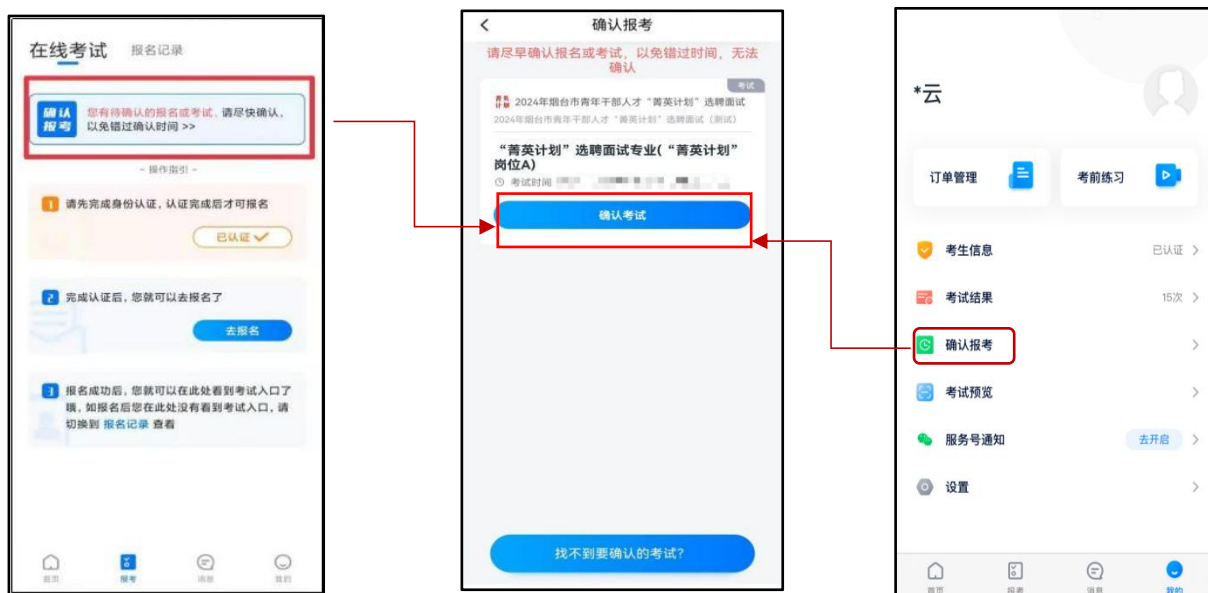 在线考试 报名记录
确认
报考
您有待确认的报名或考试,请尽快确认,
以免错过确认时间 >>
- 操作指引 -
1 请先完成身份认证,认证完成后才可报名
已认证
2 完成认证后,您就可以去报名了
去报名
3 报名成功后,您就可以在此处看到考试入口了
哦,如报名后您在此处没有看到考试入口,请
切换到 报名记录 查看
首页 报考 消息 我的
确认报考
请尽早确认报名或考试,以免错过时间,无法
确认
考试
菁英
计划
2024年烟台市青年干部人才“菁英计划”选聘面试
2024年烟台市青年干部人才“菁英计划”选聘面试(测试)
“菁英计划”选聘面试专业(“菁英计划”
岗位A)
考试时间
确认考试
找不到要确认的考试?
*云
订单管理
考前练习
考生信息 已认证 >
考试结果 15次 >
确认报考 >
考试预览 >
服务号通知 去开启 >
设置 >
首页 报考 消息 我的